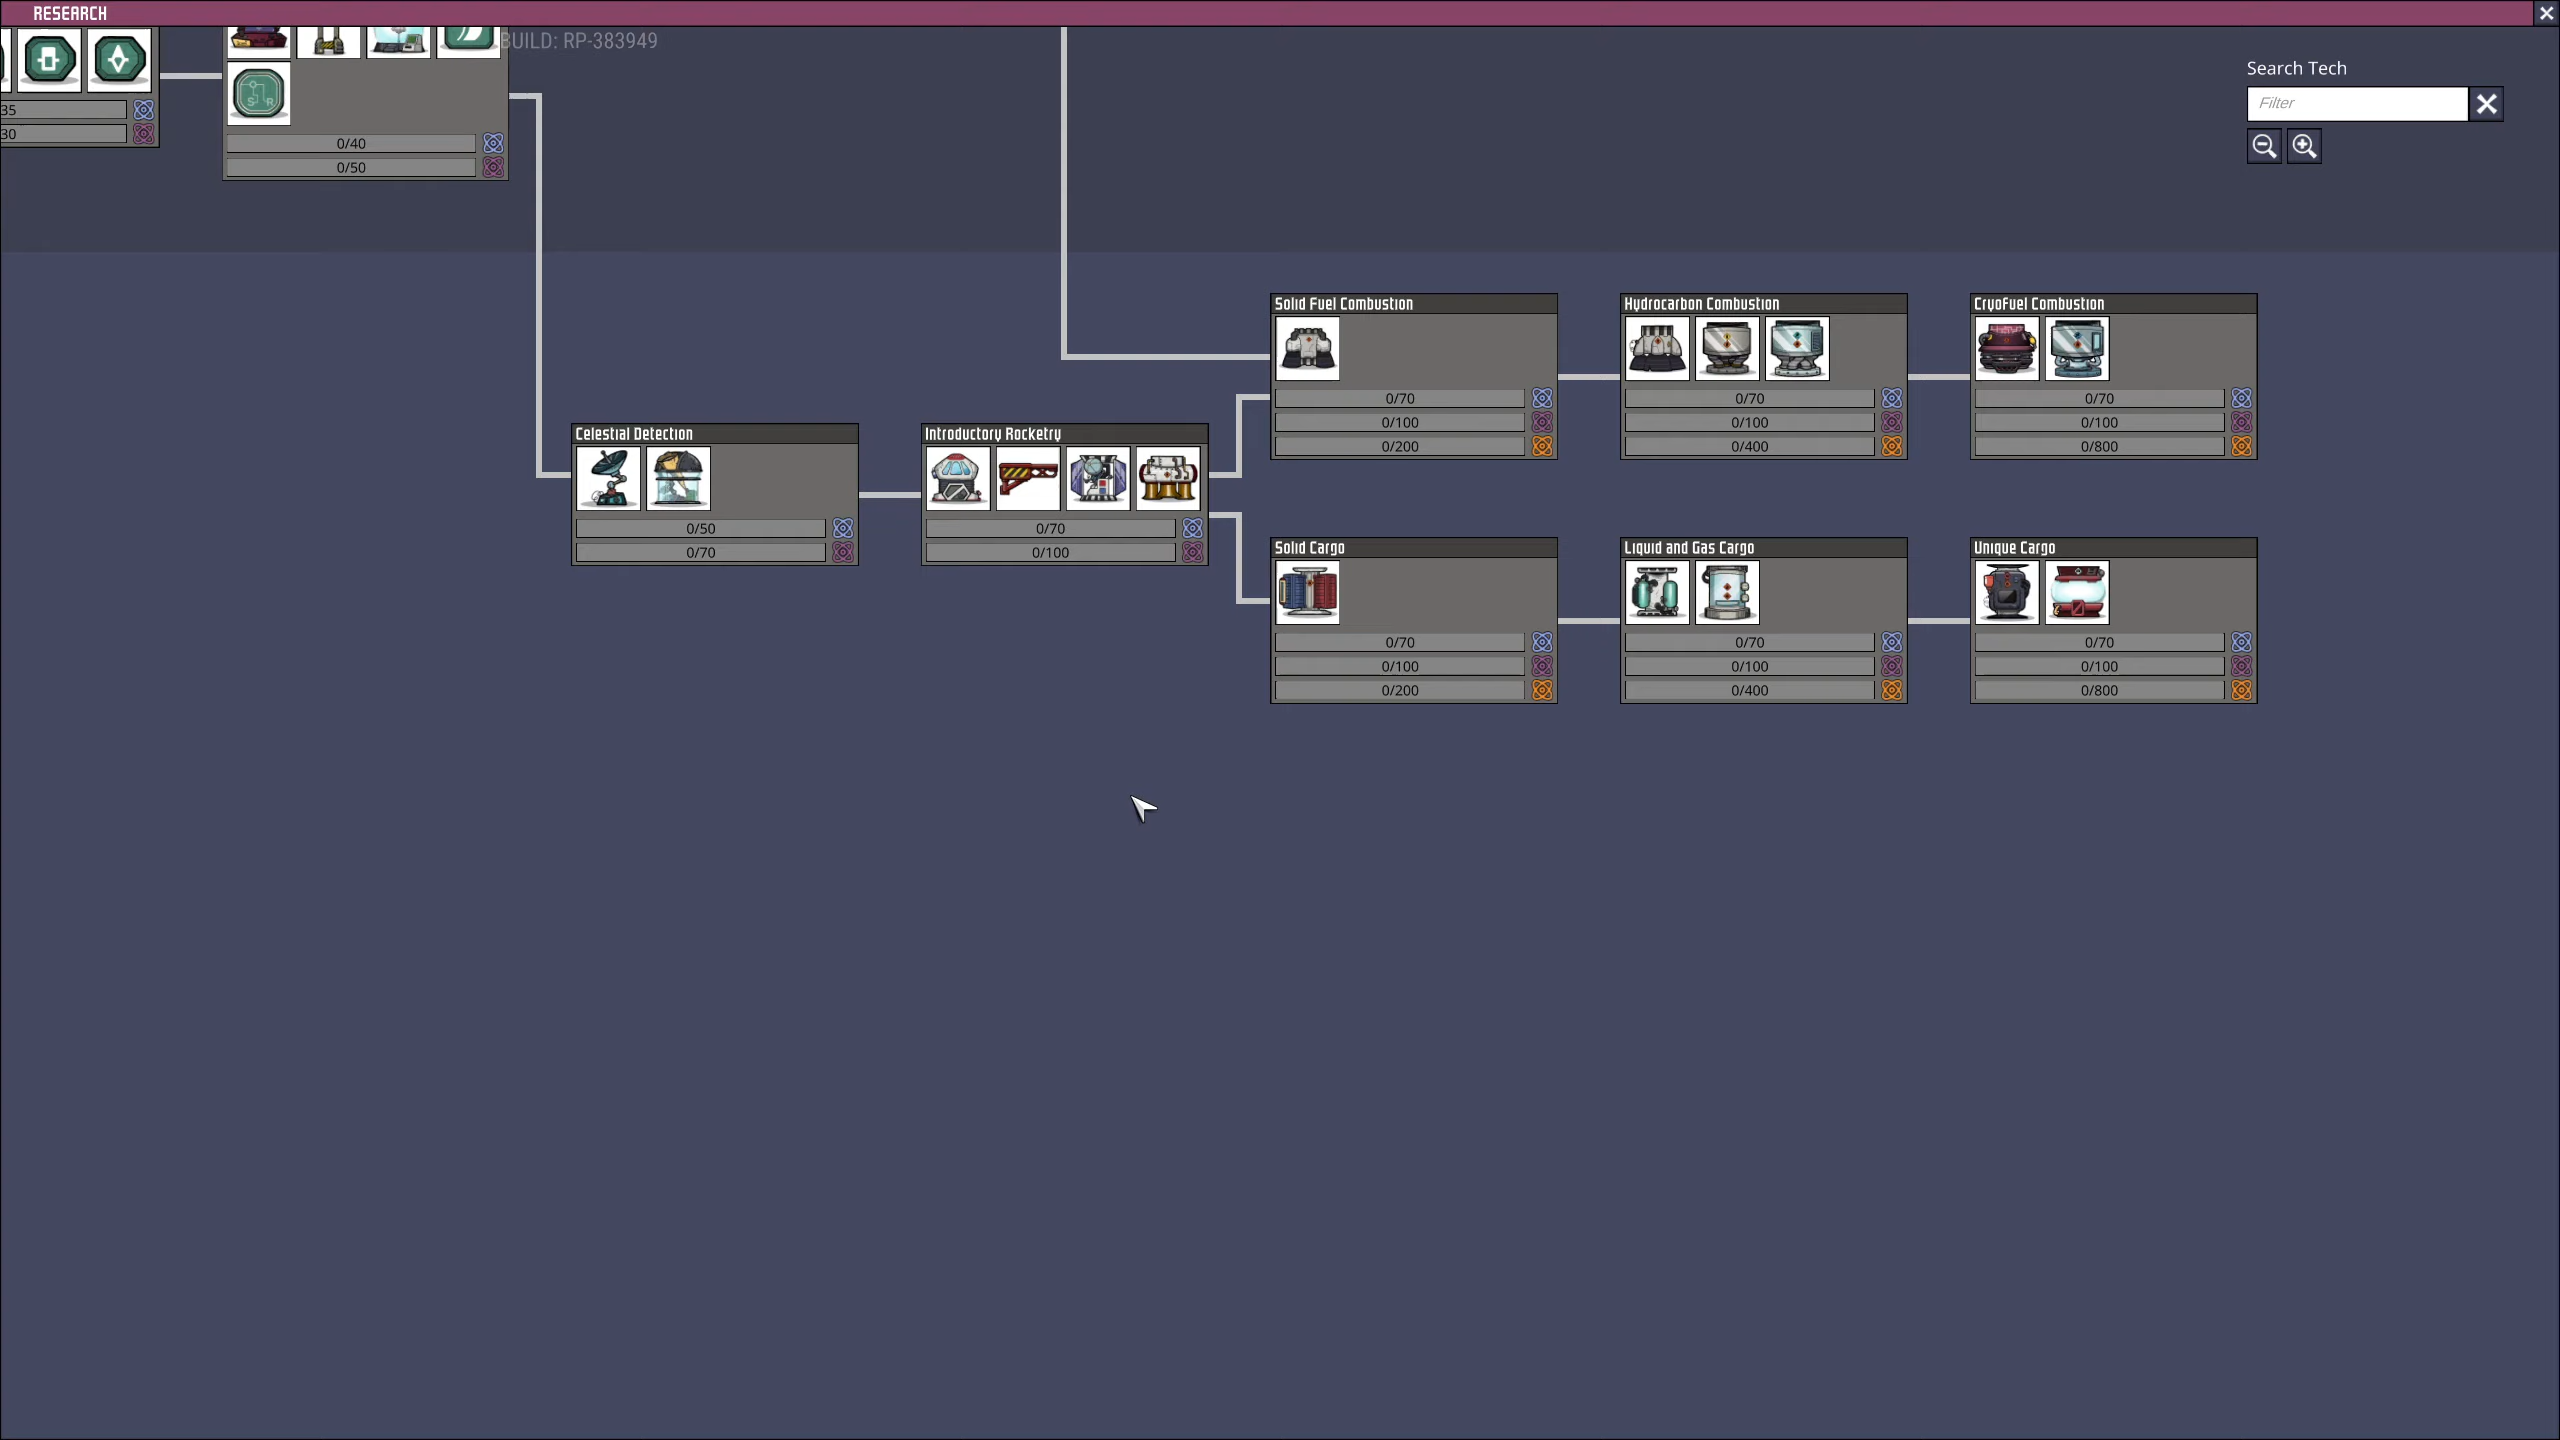 RESEARCH
BUILD: RP-383949
Search Tech
Filter
35
30
S R
0/40
0/50
Solid Fuel Combustion
0/70
0/100
0/200
Hydrocarbon Combustion
0/70
0/100
0/400
CryoFuel Combustion
0/70
0/100
0/800
Celestial Detection
0/50
0/70
Introductory Rocketry
0/70
0/100
Solid Cargo
0/70
0/100
0/200
Liquid and Gas Cargo
0/70
0/100
0/400
Unique Cargo
0/70
0/100
0/800